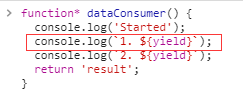 > function* dataConsumer() {
console.log('Started');
console.log(`1. ${yield}`);
console.log(`2. ${yield}`);
return 'result';
}